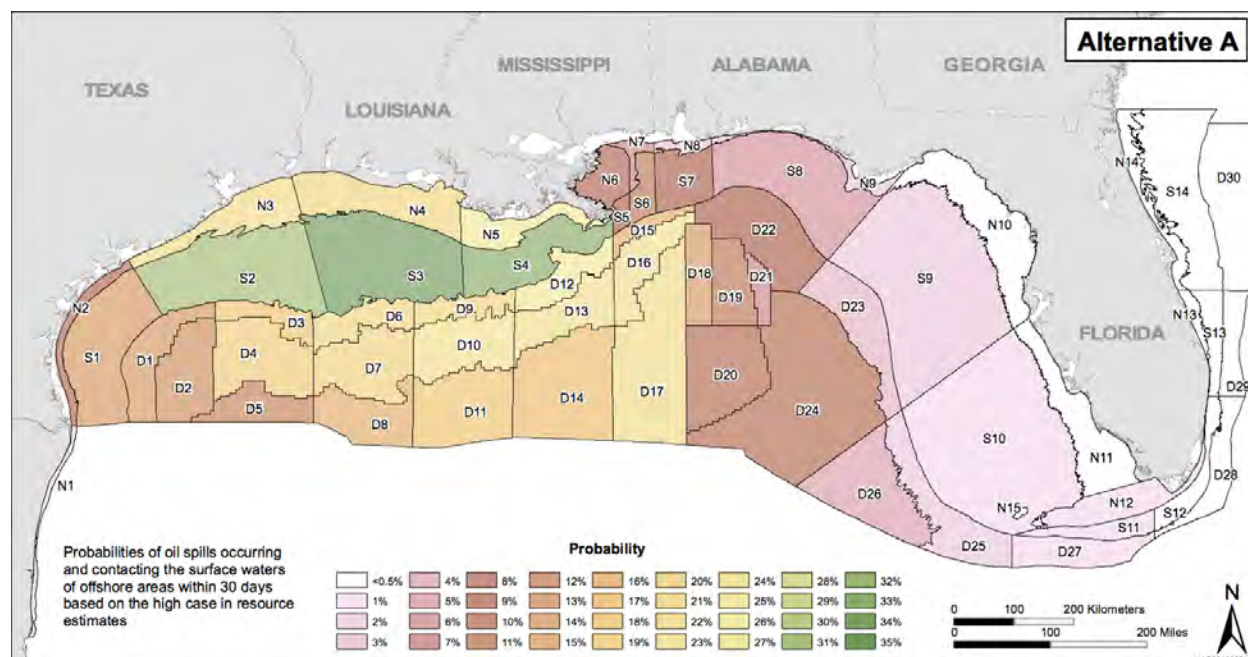 Alternative A
TEXAS
LOUISIANA
MISSISSIPPI
ALABAMA
GEORGIA
FLORIDA
N7
N8
N14
D30
N6
S7
S8
N9
S14
N3
N4
S6
S5
N10
N5
D15
D22
S2
S3
S4
D16
D12
D18
D21
S9
N2
D19
D23
N13
S13
D3
D6
D9
D13
S1
D1
D4
D10
D2
D7
D20
D29
D5
D8
D11
D14
D17
D24
S10
N11
D28
N1
D26
N15
N12
S12
S11
D25
D27
Probabilities of oil spills occurring
and contacting the surface waters
of offshore areas within 30 days
based on the high case in resource
estimates
Probability
<0.5% 4% 8% 12% 16% 20% 24% 28% 32%
1% 5% 9% 13% 17% 21% 25% 29% 33%
2% 6% 10% 14% 18% 22% 26% 30% 34%
3% 7% 11% 15% 19% 23% 27% 31% 35%
0 100 200 Kilometers
0 100 200 Miles
N